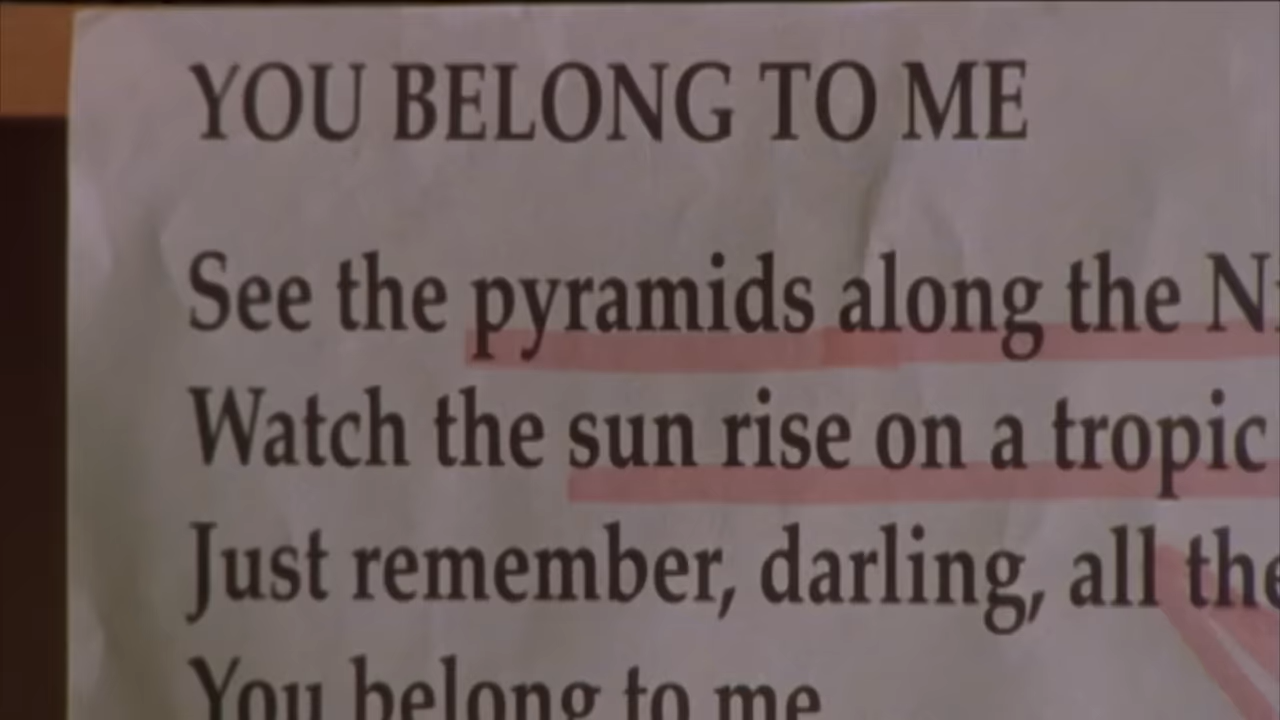 YOU BELONG TO ME
See the pyramids along the N
Watch the sun rise on a tropic
Just remember, darling, all the
You belong to me